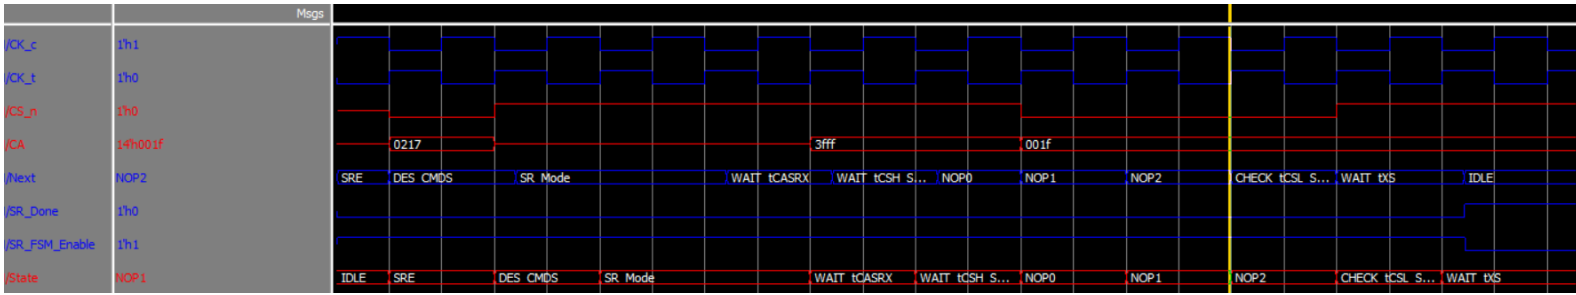 Msgs
/CK_c 1'h1
/CK_t 1'h0
/CS_n 1'h0
/CA 14'h001f 0217 3fff 001f
/Next NOP2 SRE DES CMDS SR Mode WAIT tCASRX WAIT tCSH S... NOP0 NOP1 NOP2 CHECK tCSL S... WAIT tXS IDLE
/SR_Done 1'h0
/SR_FSM_Enable 1'h1
/State NOP1 IDLE SRE DES CMDS SR Mode WAIT tCASRX WAIT tCSH S... NOP0 NOP1 NOP2 CHECK tCSL S... WAIT tXS